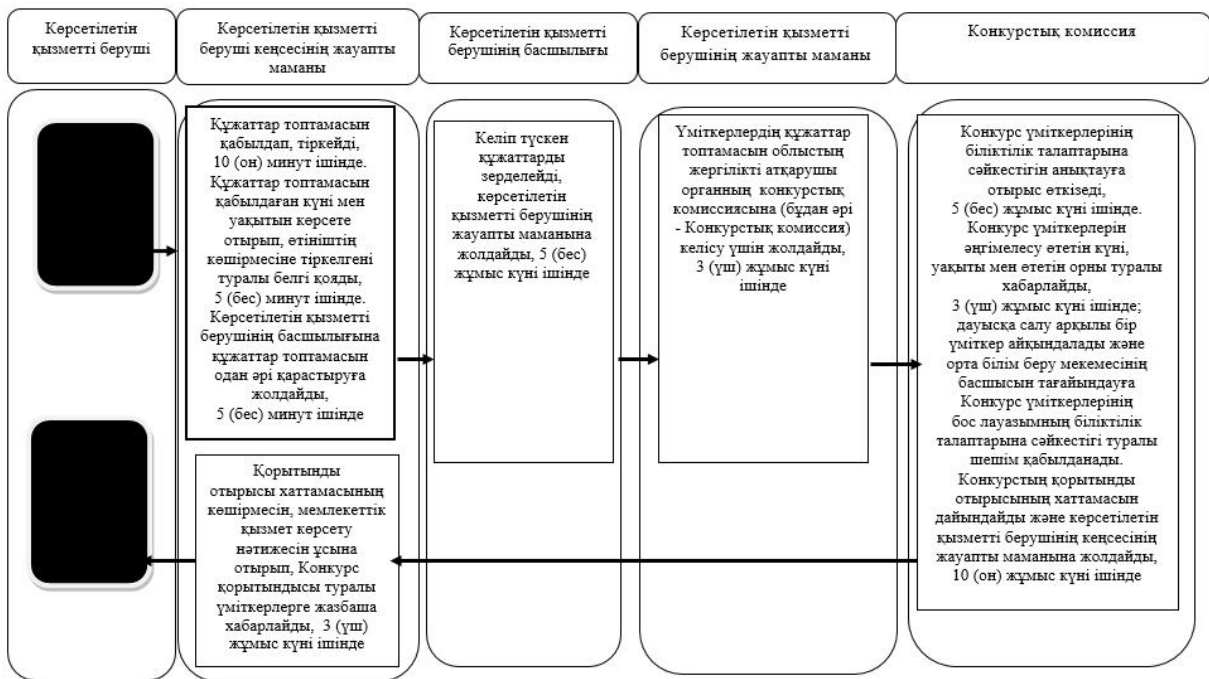 Көрсетілетін
қызметті беруші
Көрсетілетін қызметті
беруші кеңсесінің жауапты
маманы
Көрсетілетін қызметті
берушінің басшылығы
Көрсетілетін қызметті
берушінің жауапты маманы
Конкурстық комиссия
Құжаттар топтамасын
қабылдап, тіркейді,
10 (он) минут ішінде.
Құжаттар топтамасын
қабылдаған күні мен
уақытын көрсете
отырып, өтініштің
көшірмесіне тіркелгені
туралы белгі қояды,
5 (бес) минут ішінде.
Көрсетілетін қызметті
берушінің басшылығына
құжаттар топтамасын
одан әрі қарастыруға
жолдайды,
5 (бес) минут ішінде
Келіп түскен
құжаттарды
зерделейді,
көрсетілетін
қызметті берушінің
жауапты маманына
жолдайды, 5 (бес)
жұмыс күні ішінде
Үміткерлердің құжаттар
топтамасын облыстың
жергілікті атқарушы
органның конкурстық
комиссиясына (бұдан әрі
- Конкурстық комиссия)
келісу үшін жолдайды,
3 (үш) жұмыс күні
ішінде
Конкурс үміткерлерінің
біліктілік талаптарына
сәйкестігін анықтауға
отырыс өткізеді,
5 (бес) жұмыс күні ішінде.
Конкурс үміткерлерін
әңгімелесу өтетін күні,
уақыты мен өтетін орны туралы
хабарлайды,
3 (үш) жұмыс күні ішінде;
дауысқа салу арқылы бір
үміткер айқындалады және
орта білім беру мекемесінің
басшысын тағайындауға
Конкурс үміткерлерінің
бос лауазымның біліктілік
талаптарына сәйкестігі туралы
шешім қабылданады.
Конкурстың қорытынды
отырысының хаттамасын
дайындайды және көрсетілетін
қызметті берушінің кеңсесінің
жауапты маманына жолдайды,
10 (он) жұмыс күні ішінде
Қорытынды
отырысы хаттамасының
көшірмесін, мемлекеттік
қызмет көрсету
нәтижесін ұсына
отырып, Конкурс
қорытындысы туралы
үміткерлерге жазбаша
хабарлайды, 3 (үш)
жұмыс күні ішінде